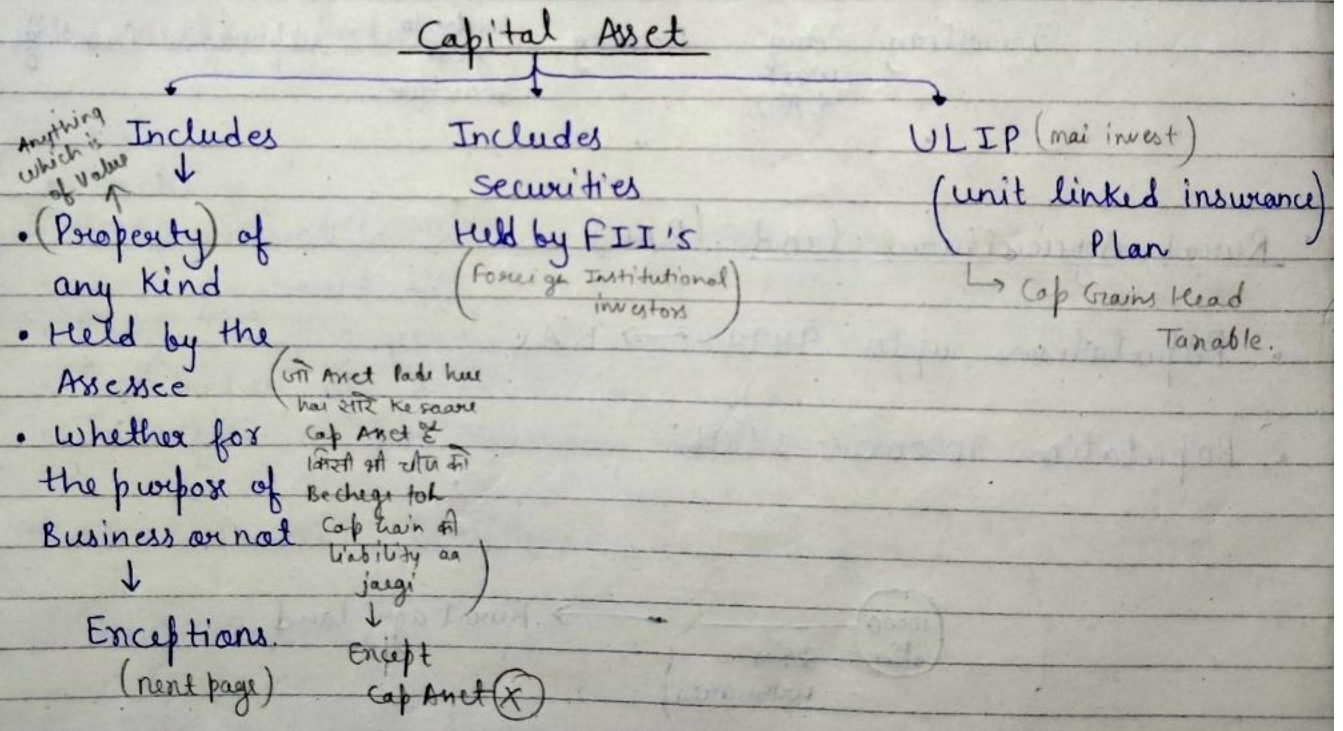 Capital Asset
Anything
which is
of value
Includes
• (Property) of
any Kind
• Held by the
Assessee
• Whether for
the purpose of
Business or not
Exceptions.
(next page)
(जो Asset Pade hue
hai सारे ke saare
Cap Asset है
किसी भी चीज को
Bechege toh
Cap Gain की
liability aa
jaegi)
Except
Cap Asset X
Includes
securities
Held by FII's
(Foreign Institutional
investors)
ULIP (mai invest)
(unit linked insurance)
Plan
Cap Gains Head
Taxable.